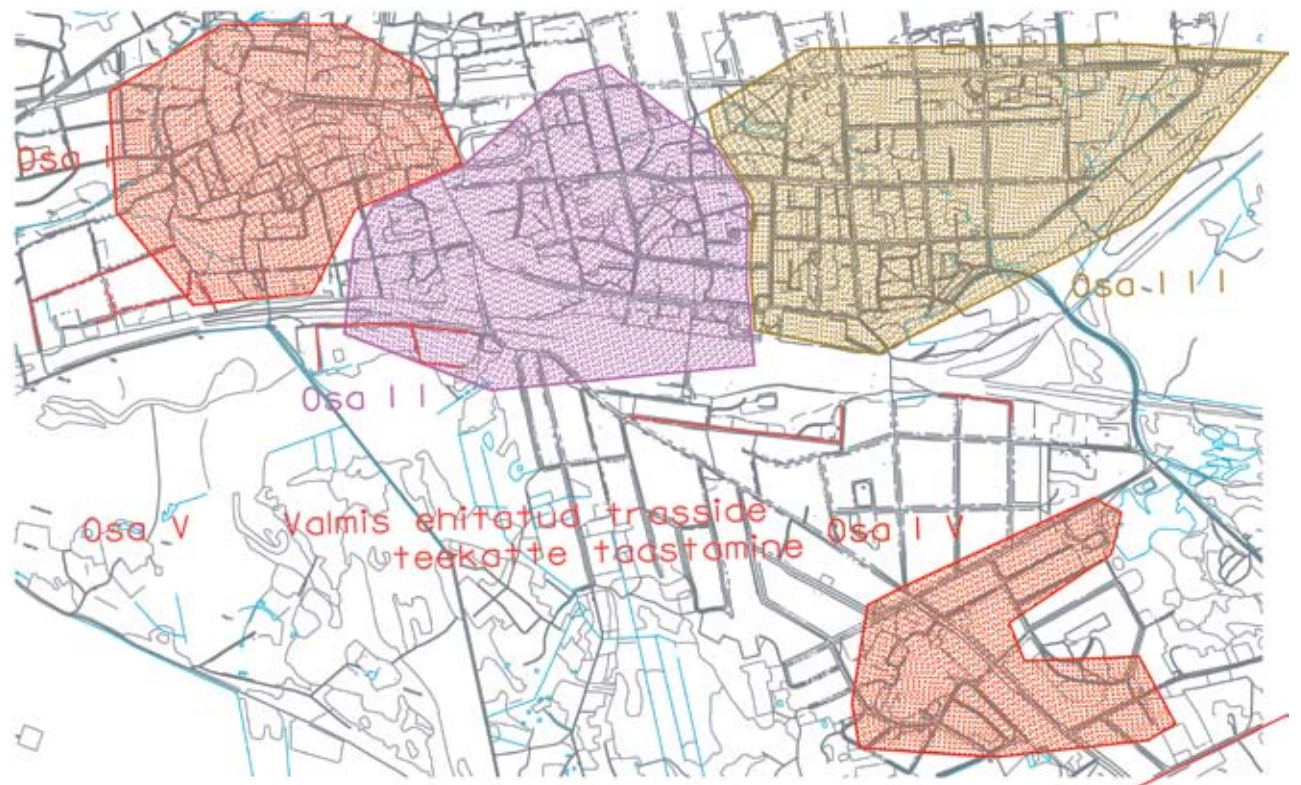 Osa I
Osa III
Osa II
Osa V
Valmis ehitatud trasside
teekatte taastamine
Osa IV